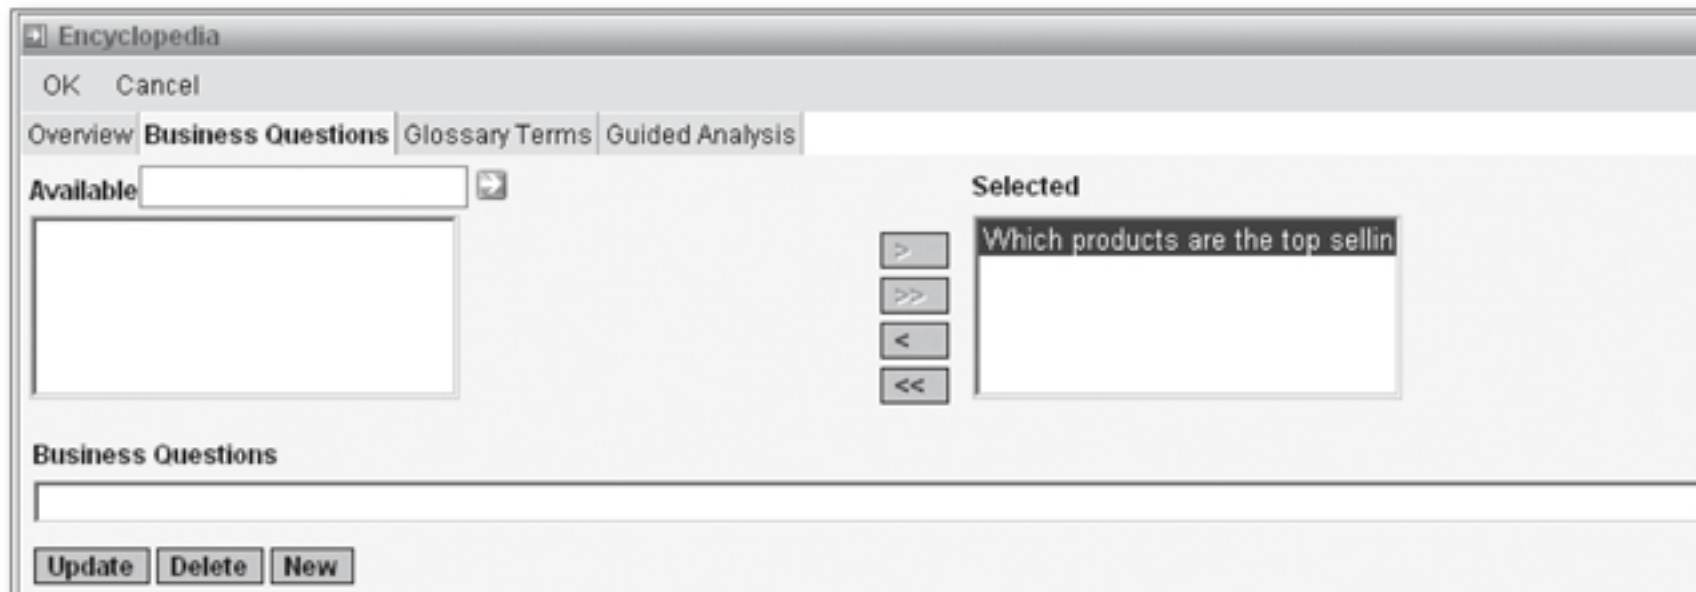 Encyclopedia
OK Cancel
Overview Business Questions Glossary Terms Guided Analysis
Available
Selected
Which products are the top sellin
>
>>
<
<<
Business Questions
Update Delete New